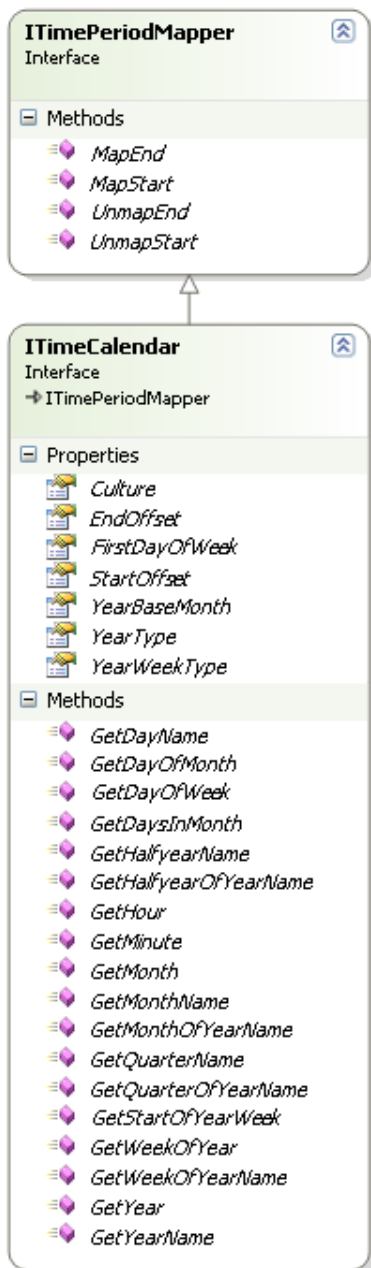 ITimePeriodMapper
Interface
Methods
MapEnd
MapStart
UnmapEnd
UnmapStart
ITimeCalendar
Interface
ITimePeriodMapper
Properties
Culture
EndOffset
FirstDayOfWeek
StartOffset
YearBaseMonth
YearType
YearWeekType
Methods
GetDayName
GetDayOfMonth
GetDayOfWeek
GetDaysInMonth
GetHalfyearName
GetHalfyearOfYearName
GetHour
GetMinute
GetMonth
GetMonthName
GetMonthOfYearName
GetQuarterName
GetQuarterOfYearName
GetStartOfYearWeek
GetWeekOfYear
GetWeekOfYearName
GetYear
GetYearName